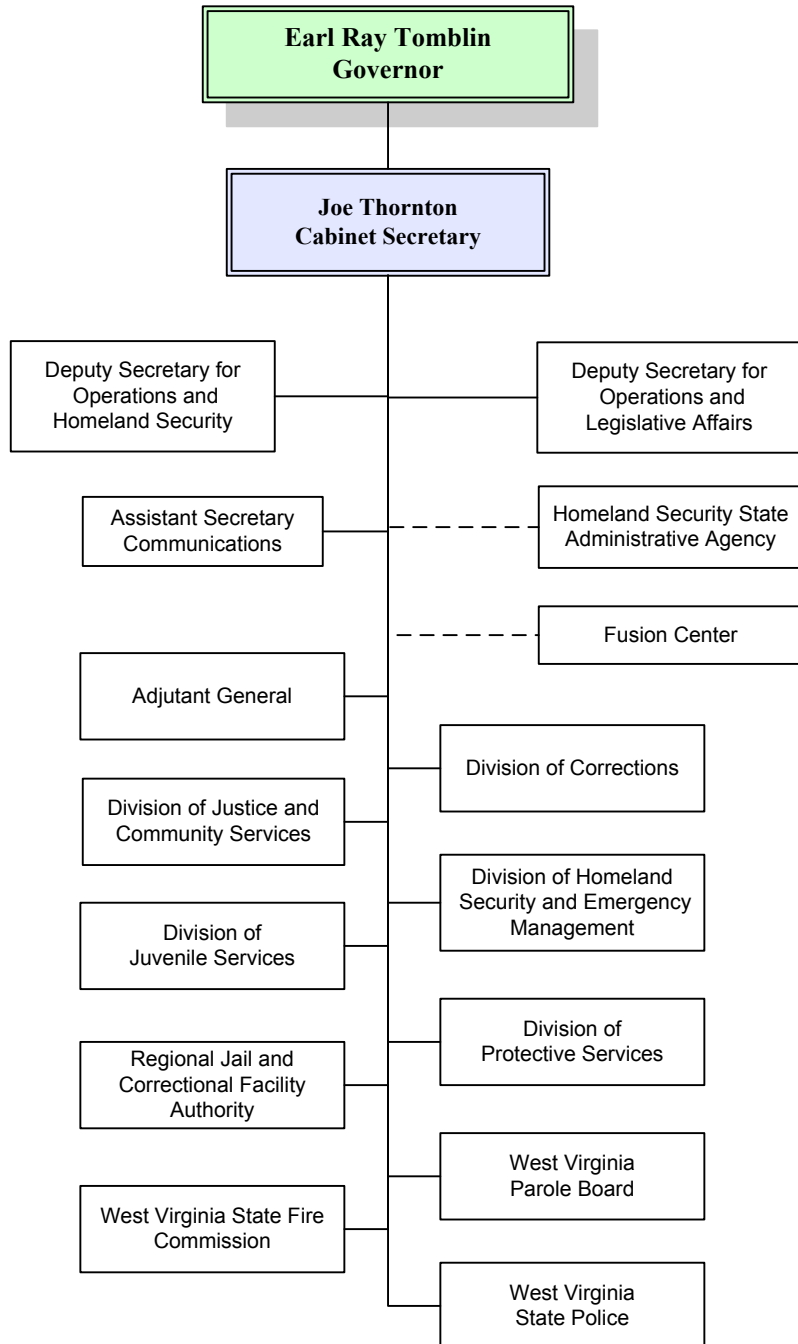 Earl Ray Tomblin
Governor
Joe Thornton
Cabinet Secretary
Deputy Secretary for
Operations and
Homeland Security
Deputy Secretary for
Operations and
Legislative Affairs
Assistant Secretary
Communications
Homeland Security State
Administrative Agency
Fusion Center
Adjutant General
Division of Corrections
Division of Justice and
Community Services
Division of Homeland
Security and Emergency
Management
Division of
Juvenile Services
Division of
Protective Services
Regional Jail and
Correctional Facility
Authority
West Virginia
Parole Board
West Virginia State Fire
Commission
West Virginia
State Police